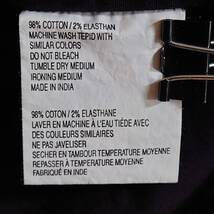 98% COTTON / 2% ELASTHAN
MACHINE WASH TEPID WITH
SIMILAR COLORS
DO NOT BLEACH
TUMBLE DRY MEDIUM
IRONING MEDIUM
MADE IN INDIA
98% COTON / 2% ELASTHANE
LAVER EN MACHINE À L'EAU TIÉDE AVEC
DES COULEURS SIMILAIRES
NE PAS JAVELISER
SECHER EN TAMBOUR TEMPERATURE MOYENNE
REPASSER À TEMPERATURE MOYENNE
FABRIQUÉ EN INDE